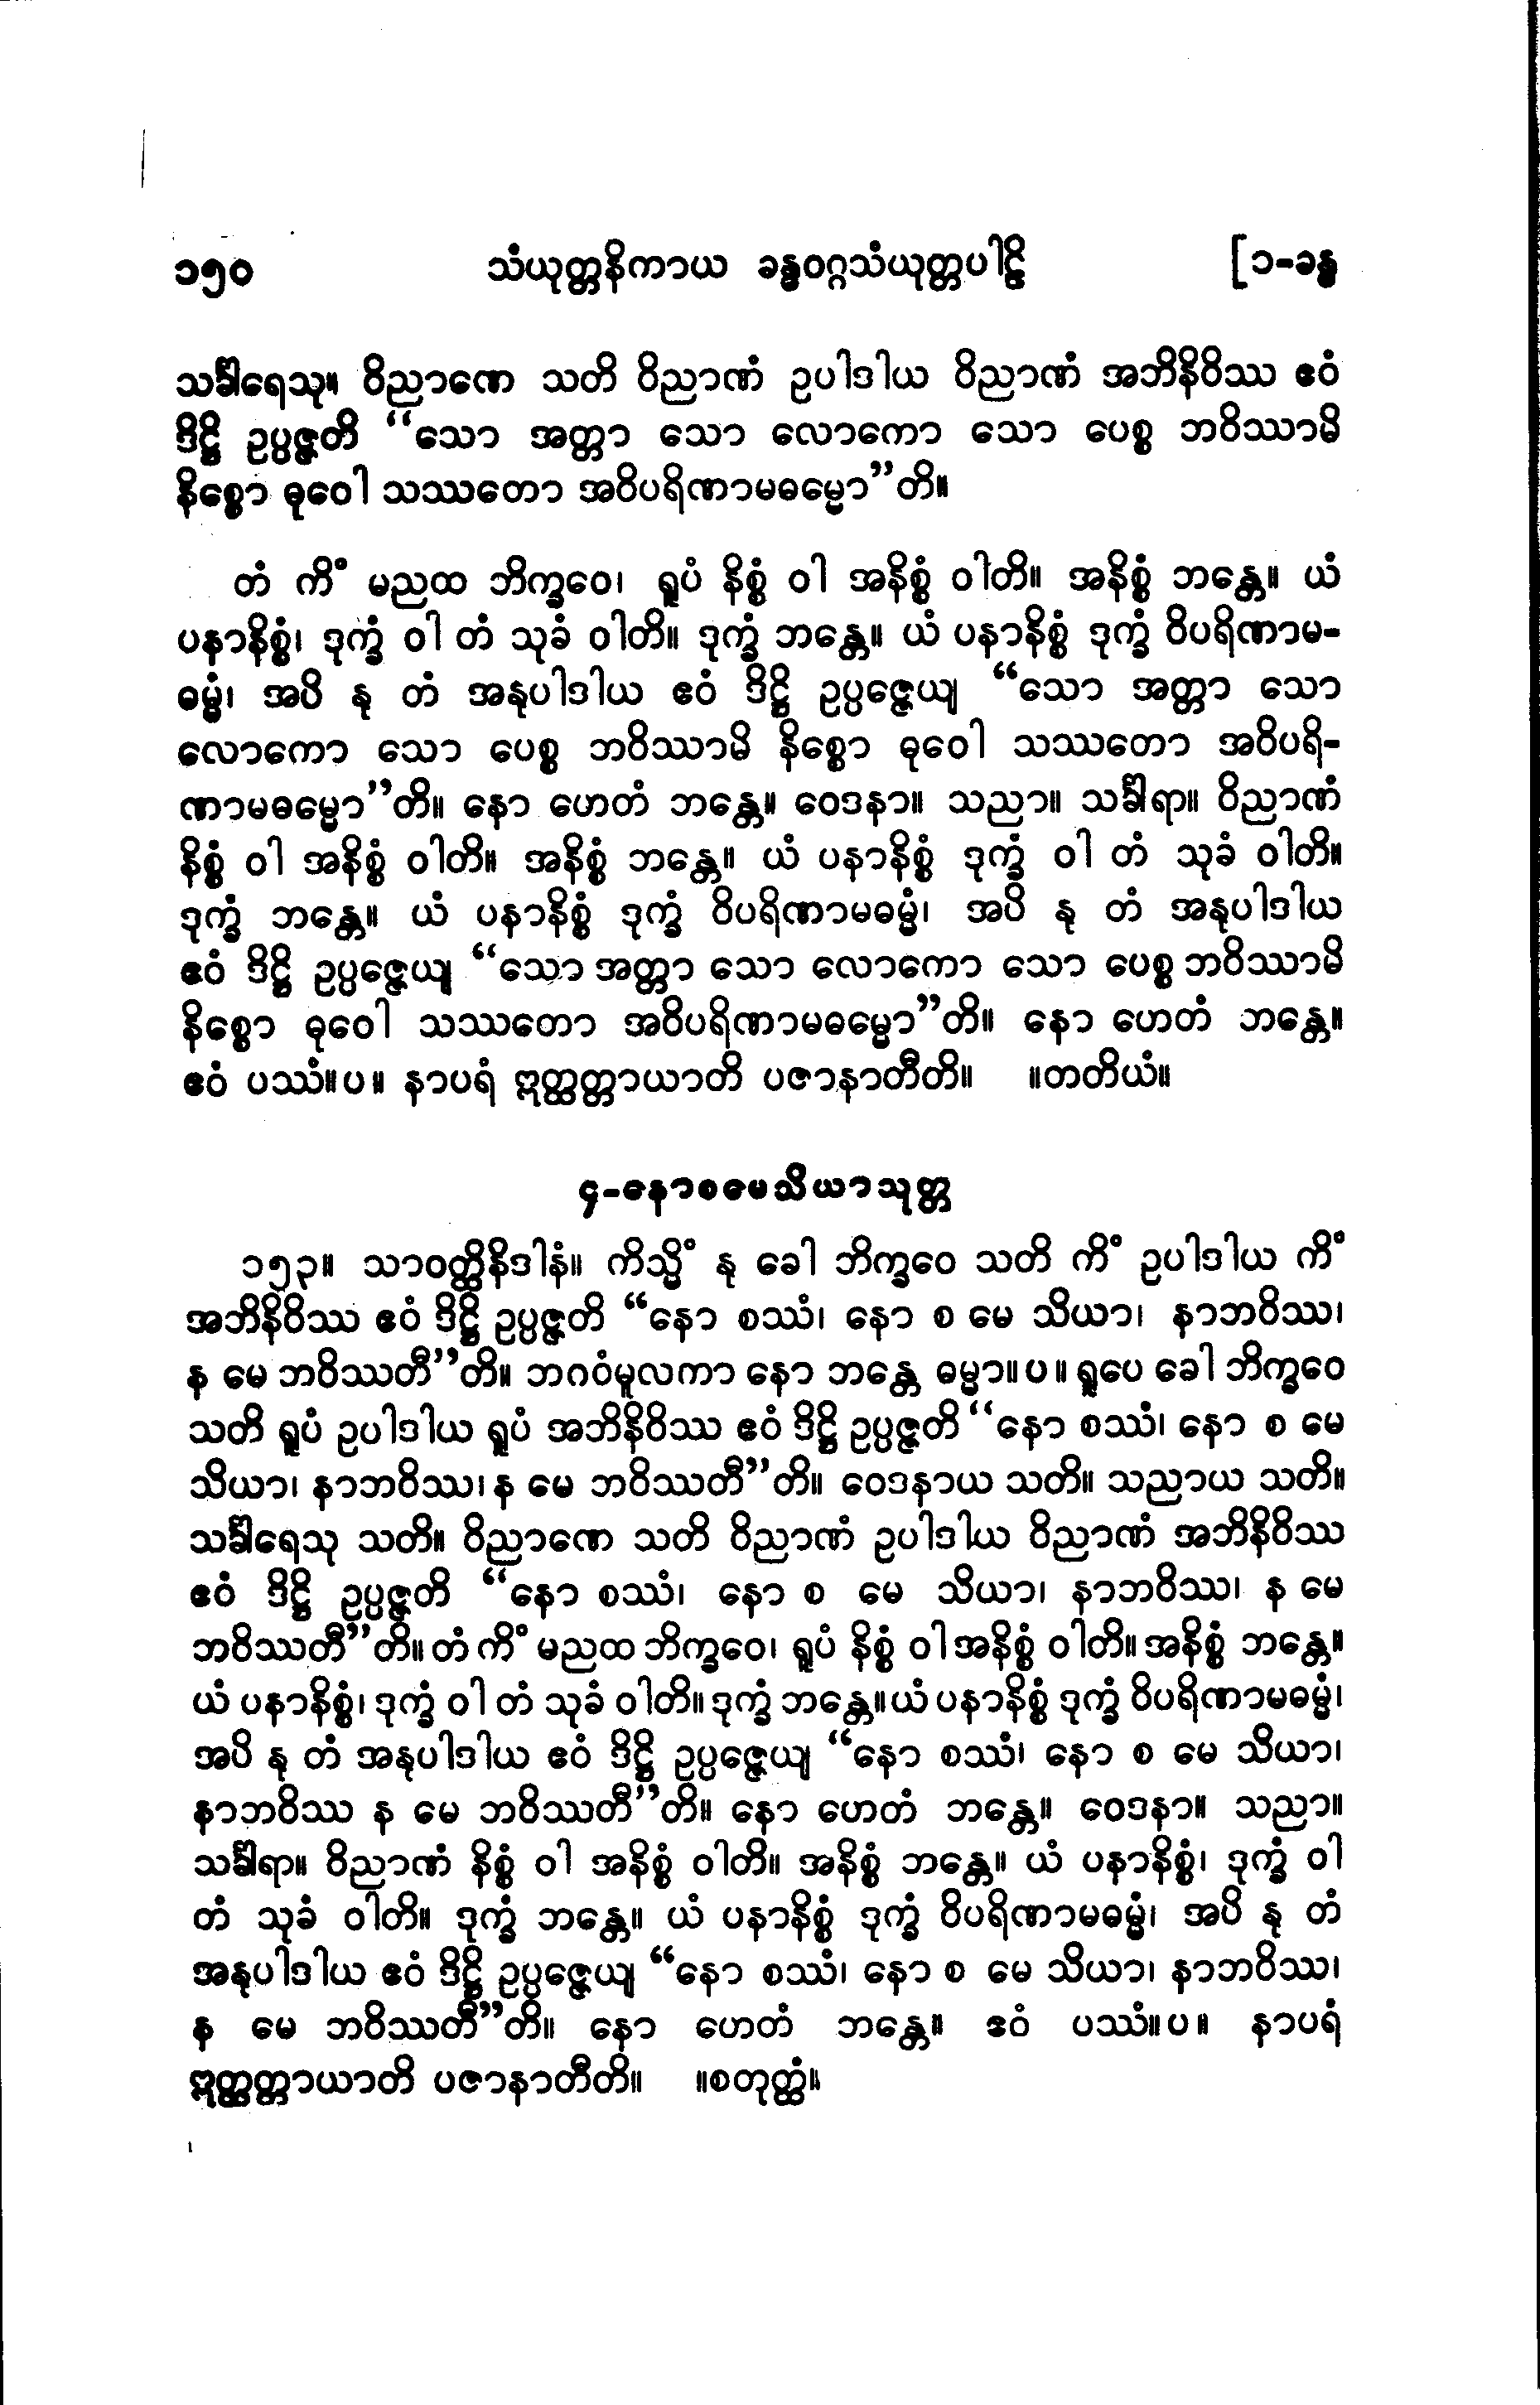 ၁၅၀ သံယုတ္တနိကာယ ခန္ဓဝဂ္ဂသံယုတ္တပါဠိ [၁-ခန္ဓ
သင်္ခါရေသု။ ဝိညာဏေ သတိ ဝိညာဏံ ဥပါဒါယ ဝိညာဏံ အဘိနိဝိဿ ဧဝံ
ဒိဋ္ဌိ ဥပ္ပဇ္ဇတိ “သော အတ္တာ သော လောကော သော ပေစ္စ ဘဝိဿာမိ
နိစ္စော ဓုဝေါ သဿတော အဝိပရိဏာမဓမ္မော”တိ။
တံ ကိံ မညထ ဘိက္ခဝေ၊ ရူပံ နိစ္စံ ဝါ အနိစ္စံ ဝါတိ။ အနိစ္စံ ဘန္တေ။ ယံ
ပနာနိစ္စံ၊ ဒုက္ခံ ဝါ တံ သုခံ ဝါတိ။ ဒုက္ခံ ဘန္တေ။ ယံ ပနာနိစ္စံ ဒုက္ခံ ဝိပရိဏာမ-
ဓမ္မံ၊ အပိ နု တံ အနုပါဒါယ ဧဝံ ဒိဋ္ဌိ ဥပ္ပဇ္ဇေယျ “သော အတ္တာ သော
လောကော သော ပေစ္စ ဘဝိဿာမိ နိစ္စော ဓုဝေါ သဿတော အဝိပရိ-
ဏာမဓမ္မော”တိ။ နော ဟေတံ ဘန္တေ။ ဝေဒနာ။ သညာ။ သင်္ခါရာ။ ဝိညာဏံ
နိစ္စံ ဝါ အနိစ္စံ ဝါတိ။ အနိစ္စံ ဘန္တေ။ ယံ ပနာနိစ္စံ ဒုက္ခံ ဝါ တံ သုခံ ဝါတိ။
ဒုက္ခံ ဘန္တေ။ ယံ ပနာနိစ္စံ ဒုက္ခံ ဝိပရိဏာမဓမ္မံ၊ အပိ နု တံ အနုပါဒါယ
ဧဝံ ဒိဋ္ဌိ ဥပ္ပဇ္ဇေယျ “သော အတ္တာ သော လောကော သော ပေစ္စ ဘဝိဿာမိ
နိစ္စော ဓုဝေါ သဿတော အဝိပရိဏာမဓမ္မော”တိ။ နော ဟေတံ ဘန္တေ။
ဧဝံ ပဿံ။ပ။ နာပရံ ဣတ္ထတ္တာယာတိ ပဇာနာတီတိ။ ။တတိယံ။
၄-နောစမေသိယာသုတ္တ
၁၅၃။ သာဝတ္ထိနိဒါနံ။ ကိသ္မိံ နု ခေါ ဘိက္ခဝေ သတိ ကိံ ဥပါဒါယ ကိံ
အဘိနိဝိဿ ဧဝံ ဒိဋ္ဌိ ဥပ္ပဇ္ဇတိ “နော စဿံ၊ နော စ မေ သိယာ၊ နာဘဝိဿ၊
န မေ ဘဝိဿတီ”တိ။ ဘဂဝံမူလကာ နော ဘန္တေ ဓမ္မာ။ပ။ ရူပေ ခေါ ဘိက္ခဝေ
သတိ ရူပံ ဥပါဒါယ ရူပံ အဘိနိဝိဿ ဧဝံ ဒိဋ္ဌိ ဥပ္ပဇ္ဇတိ “နော စဿံ၊ နော စ မေ
သိယာ၊ နာဘဝိဿ၊ န မေ ဘဝိဿတီ”တိ။ ဝေဒနာယ သတိ။ သညာယ သတိ။
သင်္ခါရေသု သတိ။ ဝိညာဏေ သတိ ဝိညာဏံ ဥပါဒါယ ဝိညာဏံ အဘိနိဝိဿ
ဧဝံ ဒိဋ္ဌိ ဥပ္ပဇ္ဇတိ “နော စဿံ၊ နော စ မေ သိယာ၊ နာဘဝိဿ၊ န မေ
ဘဝိဿတီ”တိ။ တံ ကိံ မညထ ဘိက္ခဝေ၊ ရူပံ နိစ္စံ ဝါ အနိစ္စံ ဝါတိ။ အနိစ္စံ ဘန္တေ။
ယံ ပနာနိစ္စံ၊ ဒုက္ခံ ဝါ တံ သုခံ ဝါတိ။ ဒုက္ခံ ဘန္တေ။ ယံ ပနာနိစ္စံ ဒုက္ခံ ဝိပရိဏာမဓမ္မံ၊
အပိ နု တံ အနုပါဒါယ ဧဝံ ဒိဋ္ဌိ ဥပ္ပဇ္ဇေယျ “နော စဿံ၊ နော စ မေ သိယာ၊
နာဘဝိဿ န မေ ဘဝိဿတီ”တိ။ နော ဟေတံ ဘန္တေ။ ဝေဒနာ။ သညာ။
သင်္ခါရာ။ ဝိညာဏံ နိစ္စံ ဝါ အနိစ္စံ ဝါတိ။ အနိစ္စံ ဘန္တေ။ ယံ ပနာနိစ္စံ၊ ဒုက္ခံ ဝါ
တံ သုခံ ဝါတိ။ ဒုက္ခံ ဘန္တေ။ ယံ ပနာနိစ္စံ ဒုက္ခံ ဝိပရိဏာမဓမ္မံ၊ အပိ နု တံ
အနုပါဒါယ ဧဝံ ဒိဋ္ဌိ ဥပ္ပဇ္ဇေယျ “နော စဿံ၊ နော စ မေ သိယာ၊ နာဘဝိဿ၊
န မေ ဘဝိဿတီ”တိ။ နော ဟေတံ ဘန္တေ။ ဧဝံ ပဿံ။ပ။ နာပရံ
ဣတ္ထတ္တာယာတိ ပဇာနာတီတိ။ ။စတုတ္ထံ။